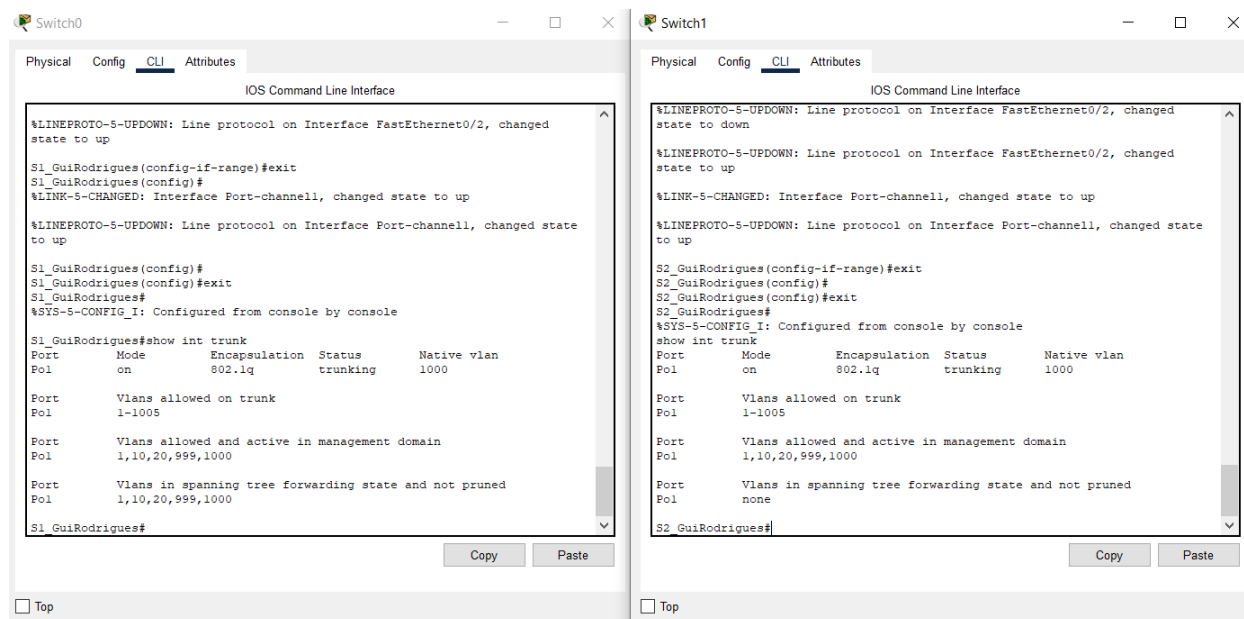 Switch0
Physical Config CLI Attributes
IOS Command Line Interface
%LINEPROTO-5-UPDOWN: Line protocol on Interface FastEthernet0/2, changed
state to up
S1_GuiRodrigues(config-if-range)#exit
S1_GuiRodrigues(config)#
%LINK-5-CHANGED: Interface Port-channel1, changed state to up
%LINEPROTO-5-UPDOWN: Line protocol on Interface Port-channel1, changed state
to up
S1_GuiRodrigues(config)#
S1_GuiRodrigues(config)#exit
S1_GuiRodrigues#
%SYS-5-CONFIG_I: Configured from console by console
S1_GuiRodrigues#show int trunk
Port Mode Encapsulation Status Native vlan
Po1 on 802.1q trunking 1000
Port Vlans allowed on trunk
Po1 1-1005
Port Vlans allowed and active in management domain
Po1 1,10,20,999,1000
Port Vlans in spanning tree forwarding state and not pruned
Po1 1,10,20,999,1000
S1_GuiRodrigues#
Copy Paste
Top
Switch1
Physical Config CLI Attributes
IOS Command Line Interface
%LINEPROTO-5-UPDOWN: Line protocol on Interface FastEthernet0/2, changed
state to down
%LINEPROTO-5-UPDOWN: Line protocol on Interface FastEthernet0/2, changed
state to up
%LINK-5-CHANGED: Interface Port-channel1, changed state to up
%LINEPROTO-5-UPDOWN: Line protocol on Interface Port-channel1, changed state
to up
S2_GuiRodrigues(config-if-range)#exit
S2_GuiRodrigues(config)#
S2_GuiRodrigues(config)#exit
S2_GuiRodrigues#
%SYS-5-CONFIG_I: Configured from console by console
show int trunk
Port Mode Encapsulation Status Native vlan
Po1 on 802.1q trunking 1000
Port Vlans allowed on trunk
Po1 1-1005
Port Vlans allowed and active in management domain
Po1 1,10,20,999,1000
Port Vlans in spanning tree forwarding state and not pruned
Po1 none
S2_GuiRodrigues#
Copy Paste
Top